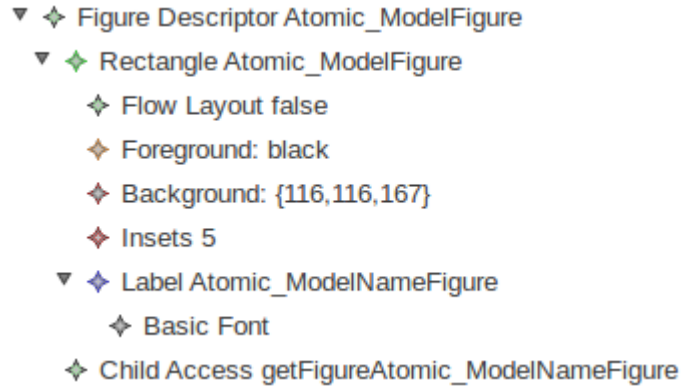 Figure Descriptor Atomic_ModelFigure
Rectangle Atomic_ModelFigure
Flow Layout false
Foreground: black
Background: {116,116,167}
Insets 5
Label Atomic_ModelNameFigure
Basic Font
Child Access getFigureAtomic_ModelNameFigure